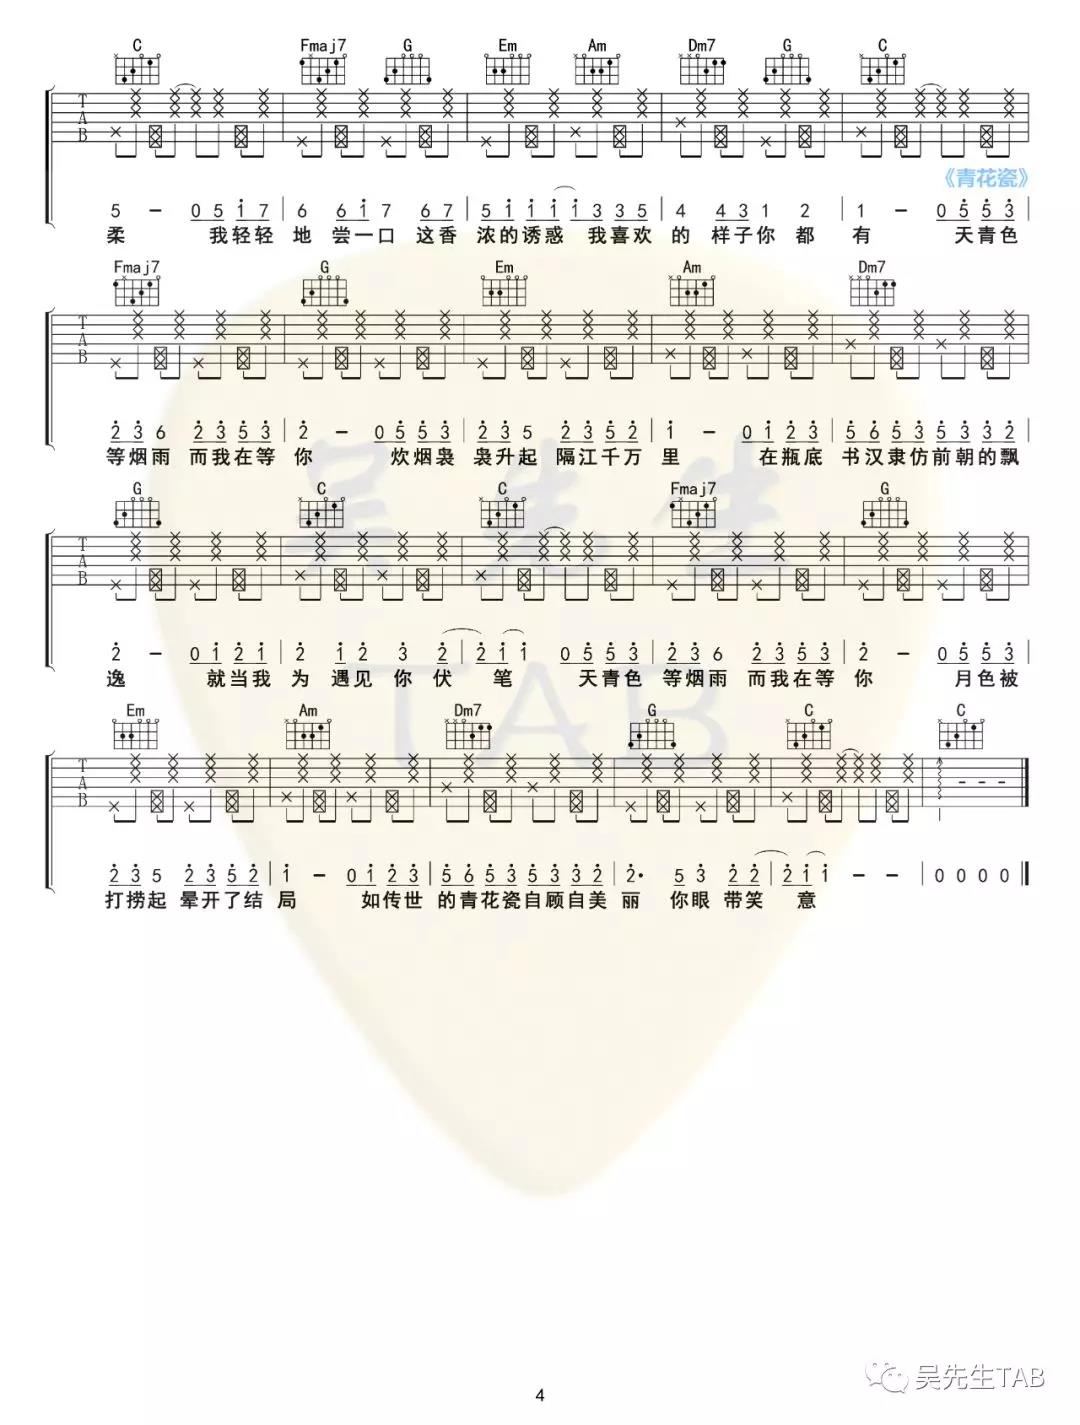 C Fmaj7 G Em Am Dm7 G C
T
A
B
《青花瓷》
5 – 0 5 1 7 | 6 6 1 7 6 7 | 5 1 1 1 1 3 3 5 | 4 4 3 1 2 | 1 – 0 5 5 3
柔 我轻轻 地 尝一口 这香 浓的诱惑 我喜欢 的 样子你 都 有 天青色
Fmaj7 G Em Am Dm7
T
A
B
2 3 6 2 3 5 3 | 2 – 0 5 5 3 | 2 3 5 2 3 5 2 | 1 – 0 1 2 3 | 5 6 5 3 5 3 3 2
等烟雨 而我在等 你 炊烟袅 袅升起 隔江千万 里 在瓶底 书汉隶仿前朝的飘
G C C Fmaj7 G
T
A
B
2 – 0 1 2 1 | 2 1 2 3 2 | 2 1 1 0 5 5 3 | 2 3 6 2 3 5 3 | 2 – 0 5 5 3
逸 就当我 为 遇见你 伏 笔 天青色 等烟雨 而我在等 你 月色被
Em Am Dm7 G C C
T
A
B
2 3 5 2 3 5 2 | 1 – 0 1 2 3 | 5 6 5 3 5 3 3 2 | 2· 5 3 2 2 | 2 1 1 – – | 0 0 0 0
打捞起 晕开了结 局 如传世 的青花瓷自顾自美 丽 你眼 带笑 意
吴先生
TAB
吴先生TAB
4